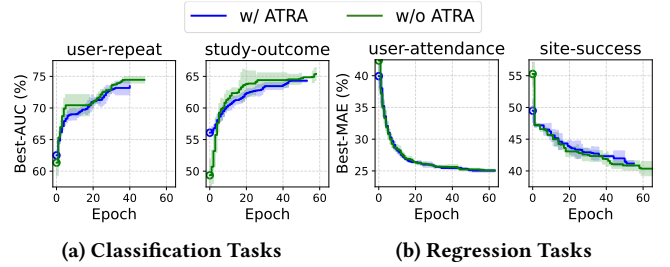 w/ ATRA w/o ATRA
user-repeat study-outcome user-attendance site-success
Best-AUC (%)
75
70
65
60
0 20 40 60
Epoch
65
60
55
50
0 20 40 60
Epoch
Best-MAE (%)
40
35
30
25
0 20 40 60
Epoch
55
50
45
40
0 20 40 60
Epoch
(a) Classification Tasks (b) Regression Tasks